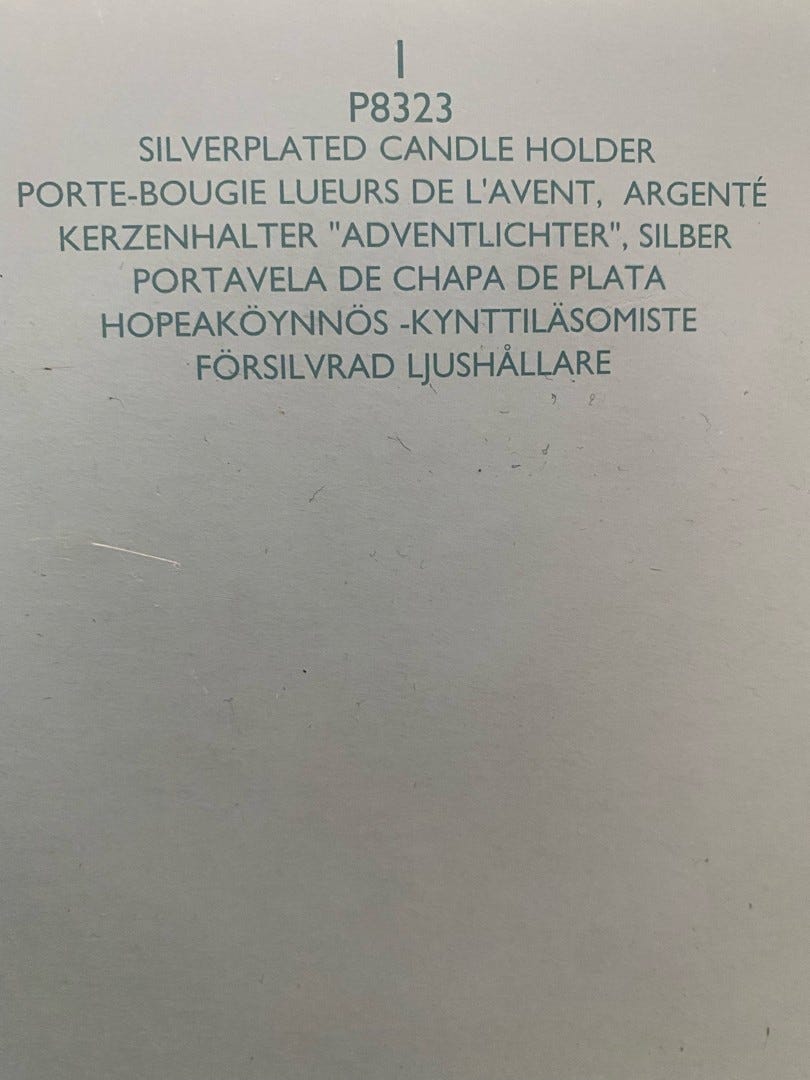 1
P8323
SILVERPLATED CANDLE HOLDER
PORTE-BOUGIE LUEURS DE L'AVENT, ARGENTÉ
KERZENHALTER "ADVENTLICHTER", SILBER
PORTAVELA DE CHAPA DE PLATA
HOPEAKÖYNNÖS -KYNTTILÄSOMISTE
FÖRSILVRAD LJUSHÅLLARE